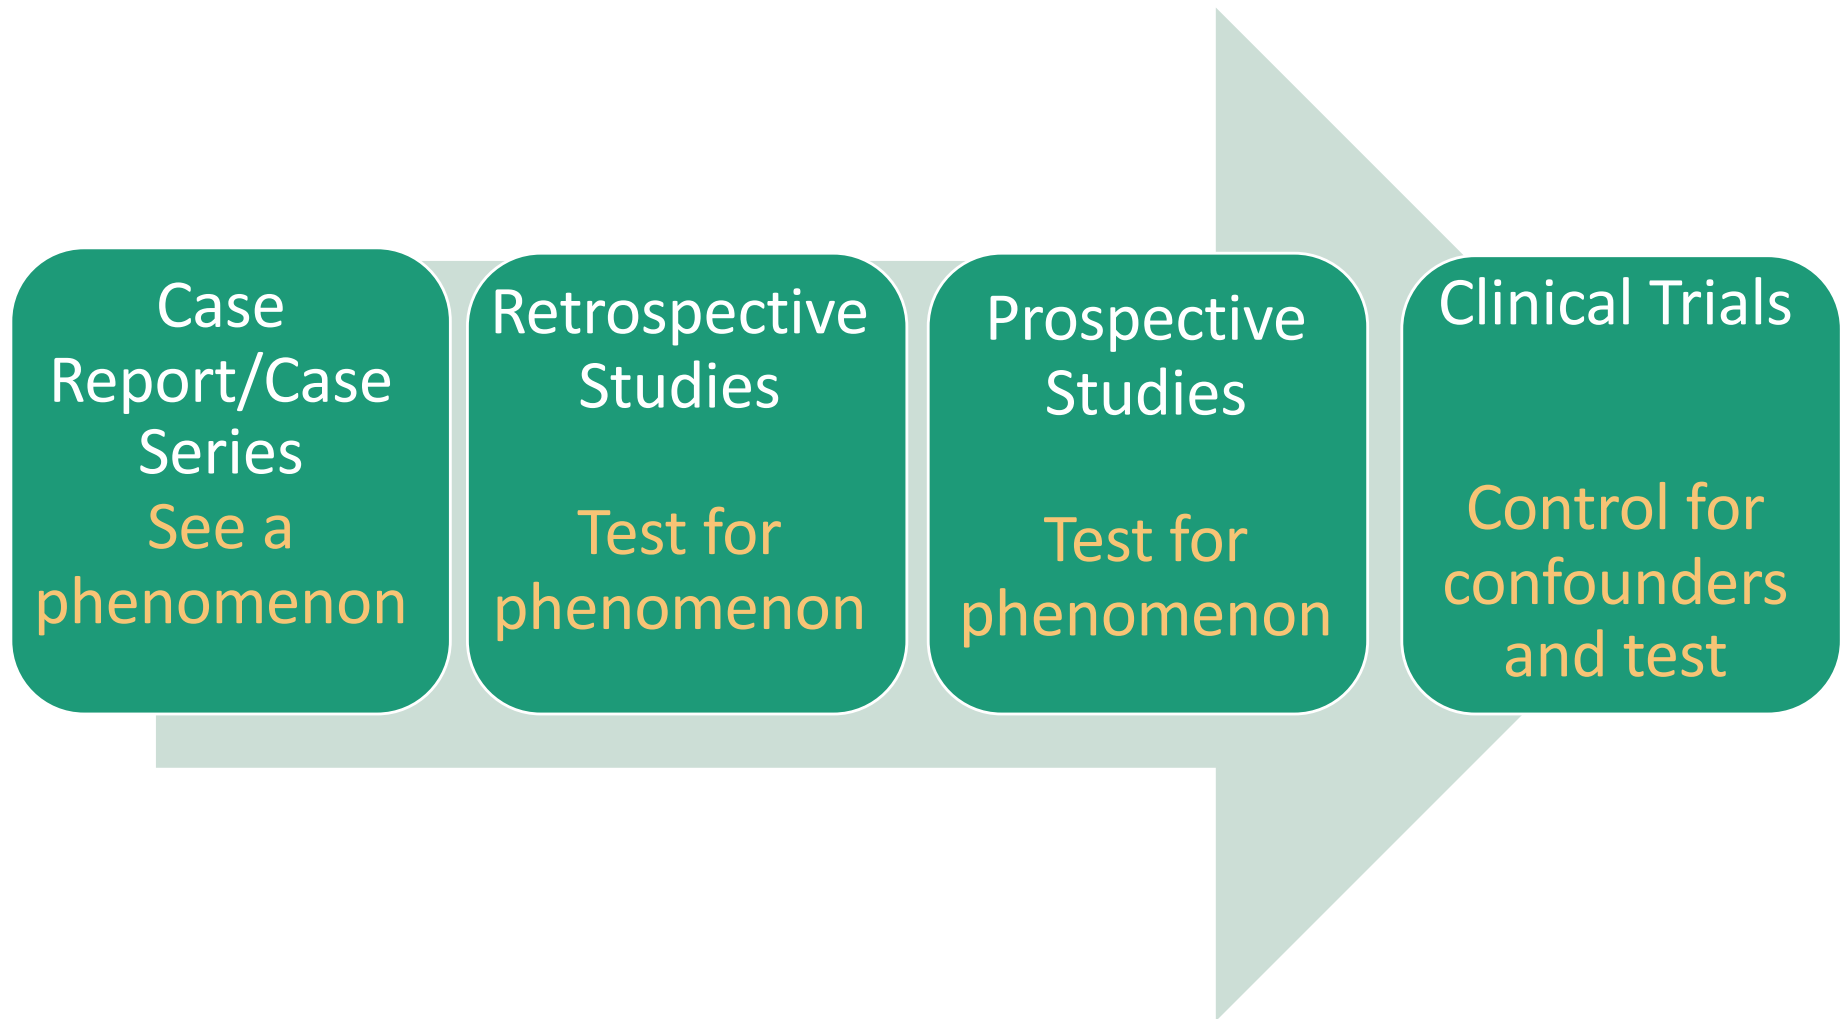 Case
Report/Case
Series
See a
phenomenon
Retrospective
Studies
Test for
phenomenon
Prospective
Studies
Test for
phenomenon
Clinical Trials
Control for
confounders
and test